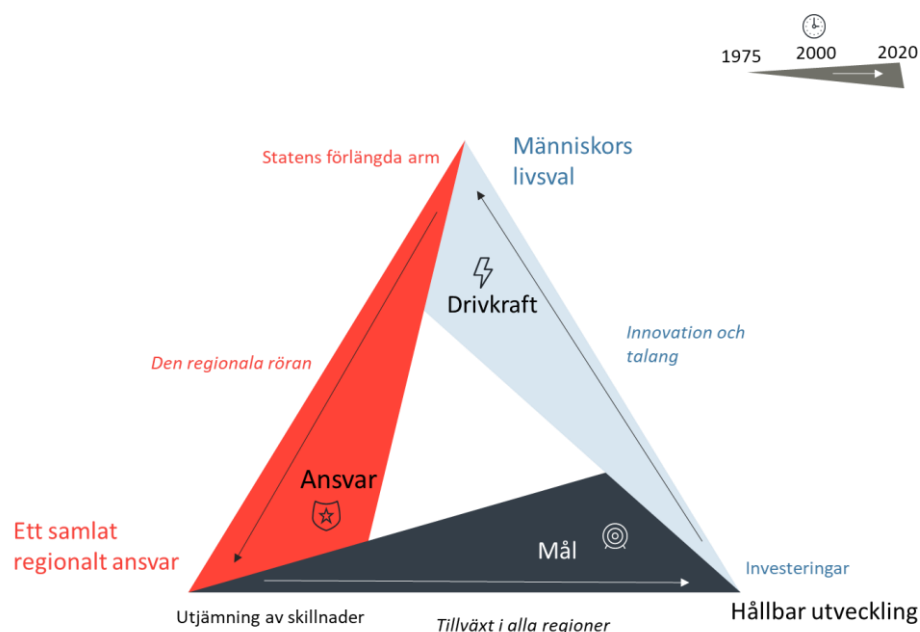 1975 2000 2020
Statens förlängda arm
Människors
livsval
Drivkraft
Innovation och
talang
Den regionala röran
Ansvar
Ett samlat
regionalt ansvar
Mål
Investeringar
Utjämning av skillnader
Tillväxt i alla regioner
Hållbar utveckling